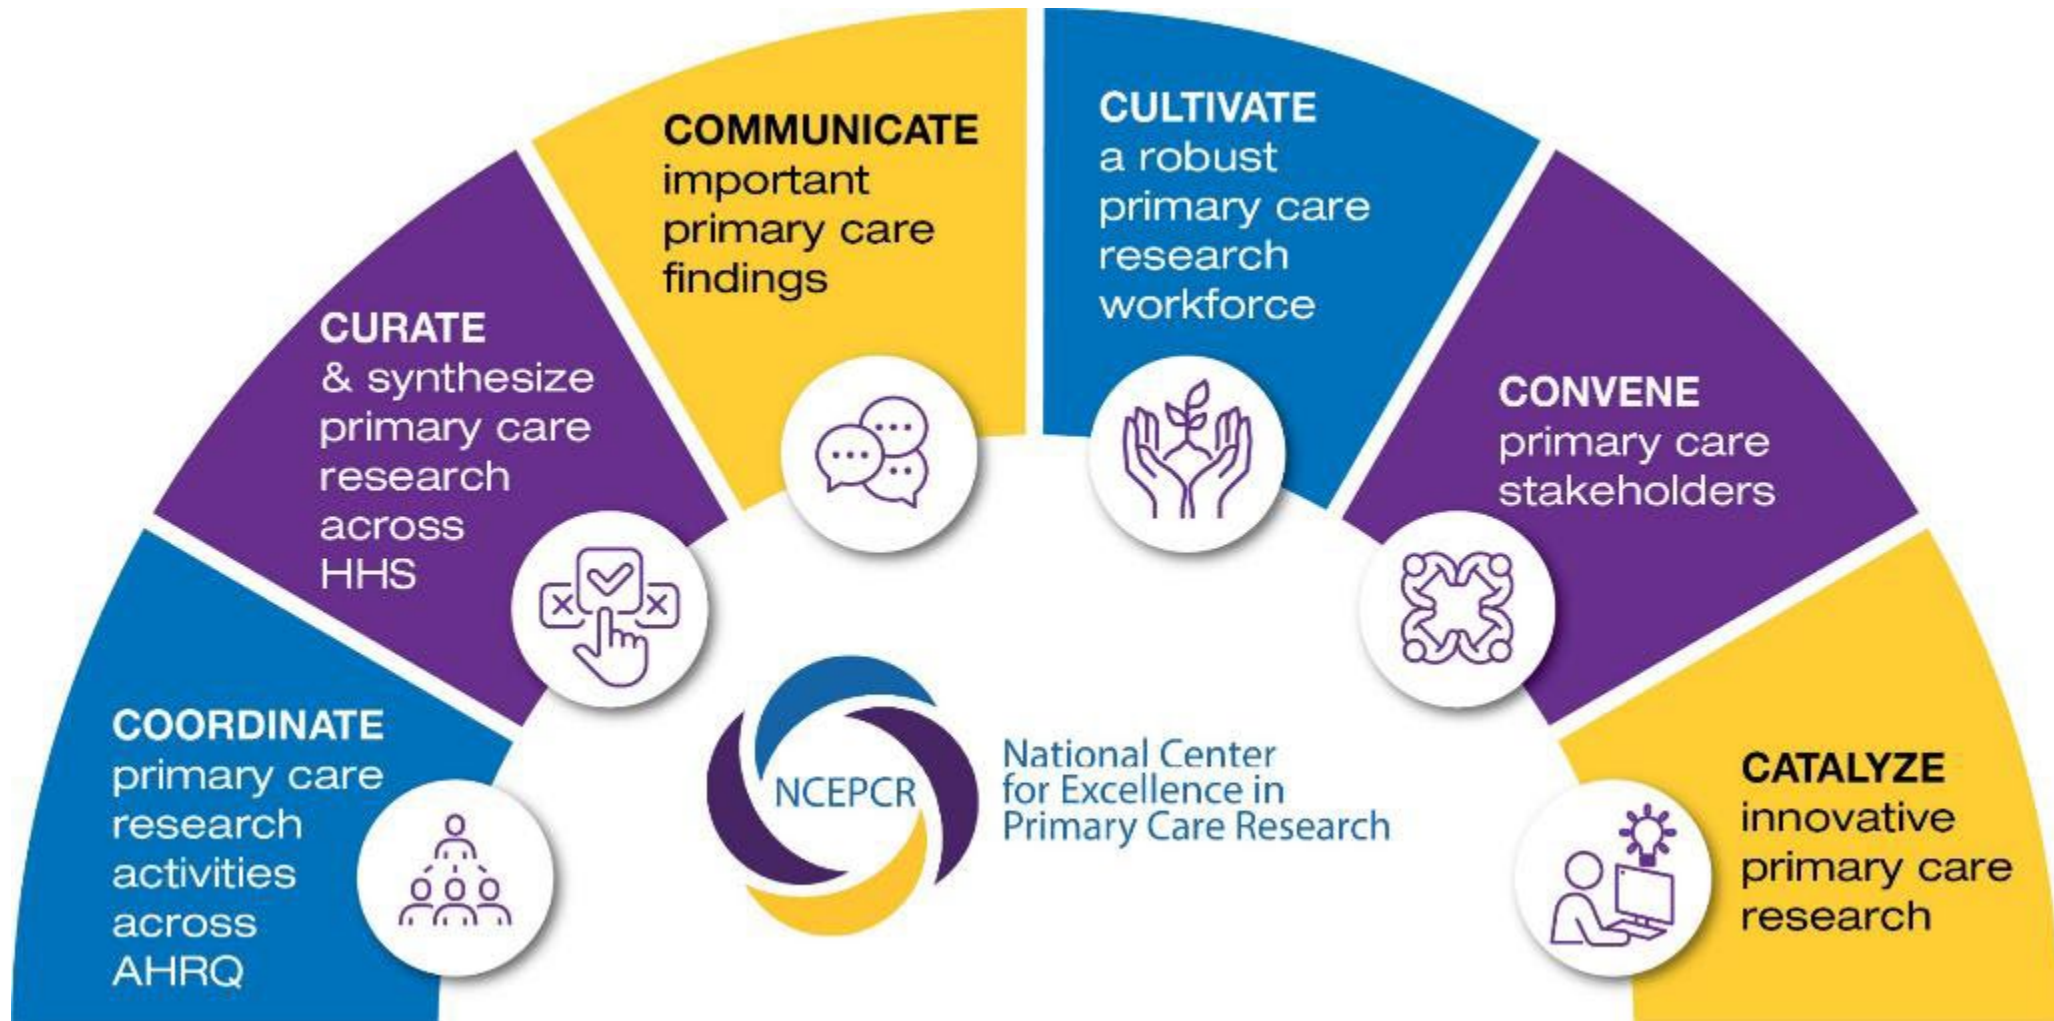 COORDINATE
primary care
research
activities
across
AHRQ
CURATE
& synthesize
primary care
research
across
HHS
COMMUNICATE
important
primary care
findings
CULTIVATE
a robust
primary care
research
workforce
CONVENE
primary care
stakeholders
CATALYZE
innovative
primary care
research
NCEPCR
National Center
for Excellence in
Primary Care Research